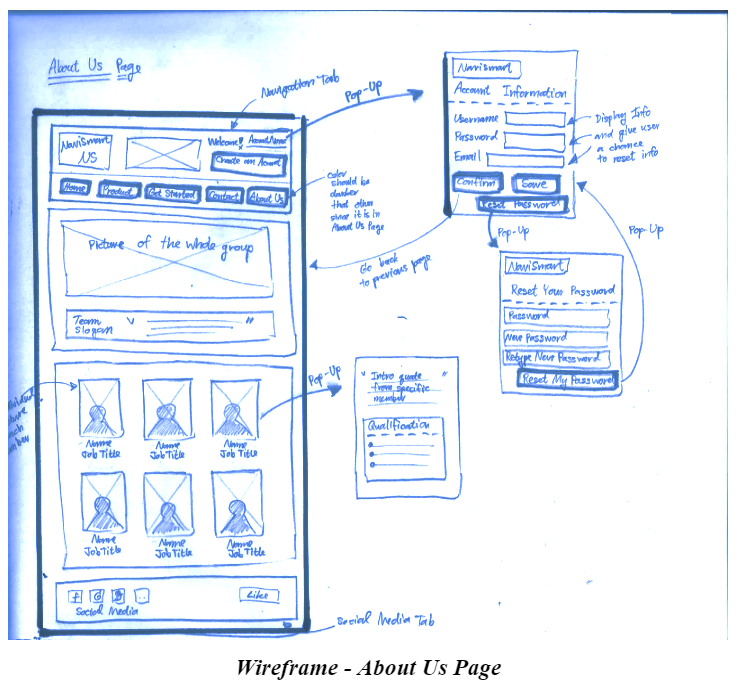 About Us Page
Navigation Tab
NaviSmart
US
Welcome! Account Name
Create an Account
Home
Product
Get Started
Contact
About Us
Color
should be
darker
that other
since it is in
About Us Page
Picture of the whole group
Team
Slogan
" "
Name
Job Title
Name
Job Title
Name
Job Title
Name
Job Title
Name
Job Title
Name
Job Title
f
G
Social Media
Like
Social Media Tab
Pop-Up
NaviSmart
Account Information
Username
Password
Email
Confirm
Save
Reset Password
Display Info
and give user
a chance
to reset info
Go back
to previous page
Pop-Up
Pop-Up
NaviSmart
Reset Your Password
Password
New Password
Retype New Password
Reset My Password
Pop-Up
" Intro quote "
from specific
member
Qualification
Wireframe - About Us Page